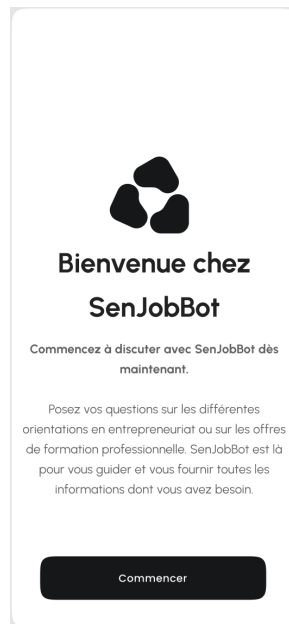 Bienvenue chez
SenJobBot
Commencez à discuter avec SenJobBot dès
maintenant.
Posez vos questions sur les différentes
orientations en entrepreneuriat ou sur les offres
de formation professionnelle. SenJobBot est là
pour vous guider et vous fournir toutes les
informations dont vous avez besoin.
Commencer